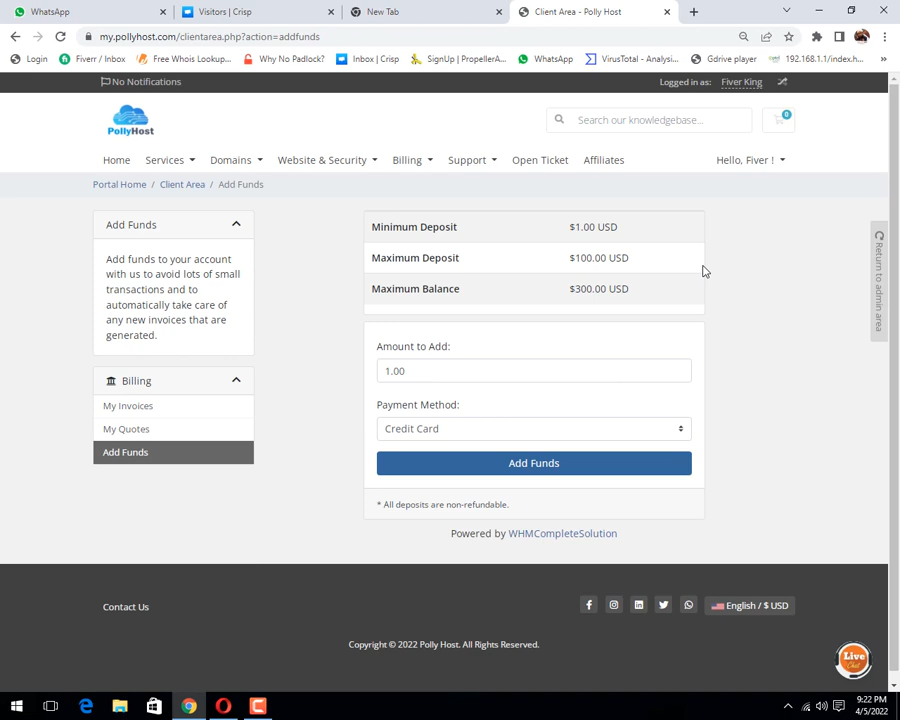 WhatsApp
Visitors | Crisp
New Tab
Client Area - Polly Host
my.pollyhost.com/clientarea.php?action=addfunds
Login
Fiverr / Inbox
Free Whois Lookup...
Why No Padlock?
Inbox | Crisp
SignUp | PropellerA...
WhatsApp
VirusTotal - Analysi...
Gdrive player
192.168.1.1/index.h...
No Notifications
Logged in as: Fiver King
POLLYHOST
Search our knowledgebase...
0
Home Services Domains Website & Security Billing Support Open Ticket Affiliates Hello, Fiver !
Portal Home / Client Area / Add Funds
Add Funds
Add funds to your account
with us to avoid lots of small
transactions and to
automatically take care of
any new invoices that are
generated.
Billing
My Invoices
My Quotes
Add Funds
Minimum Deposit $1.00 USD
Maximum Deposit $100.00 USD
Maximum Balance $300.00 USD
Amount to Add:
1.00
Payment Method:
Credit Card
Add Funds
* All deposits are non-refundable.
Powered by WHMCompleteSolution
Return to admin area
Contact Us
English / $ USD
Copyright © 2022 Polly Host. All Rights Reserved.
Live
Chat
9:22 PM
4/5/2022